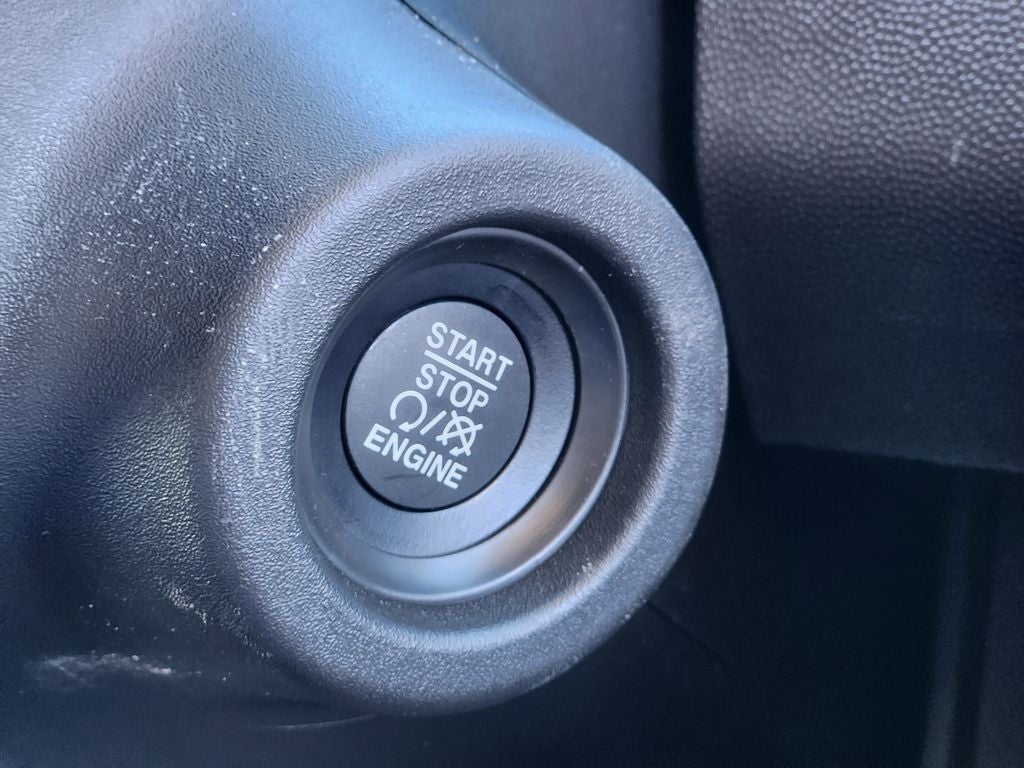 START
STOP
/
ENGINE